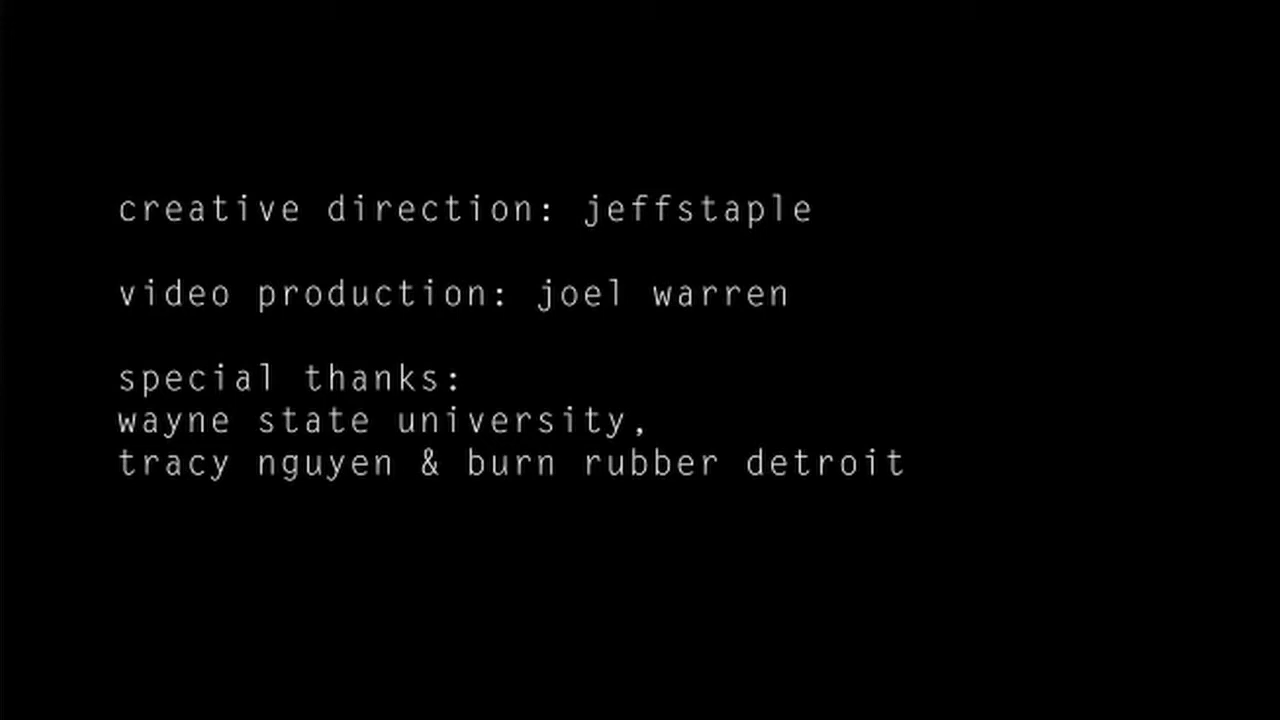 creative direction: jeffstaple
video production: joel warren
special thanks:
wayne state university,
tracy nguyen & burn rubber detroit